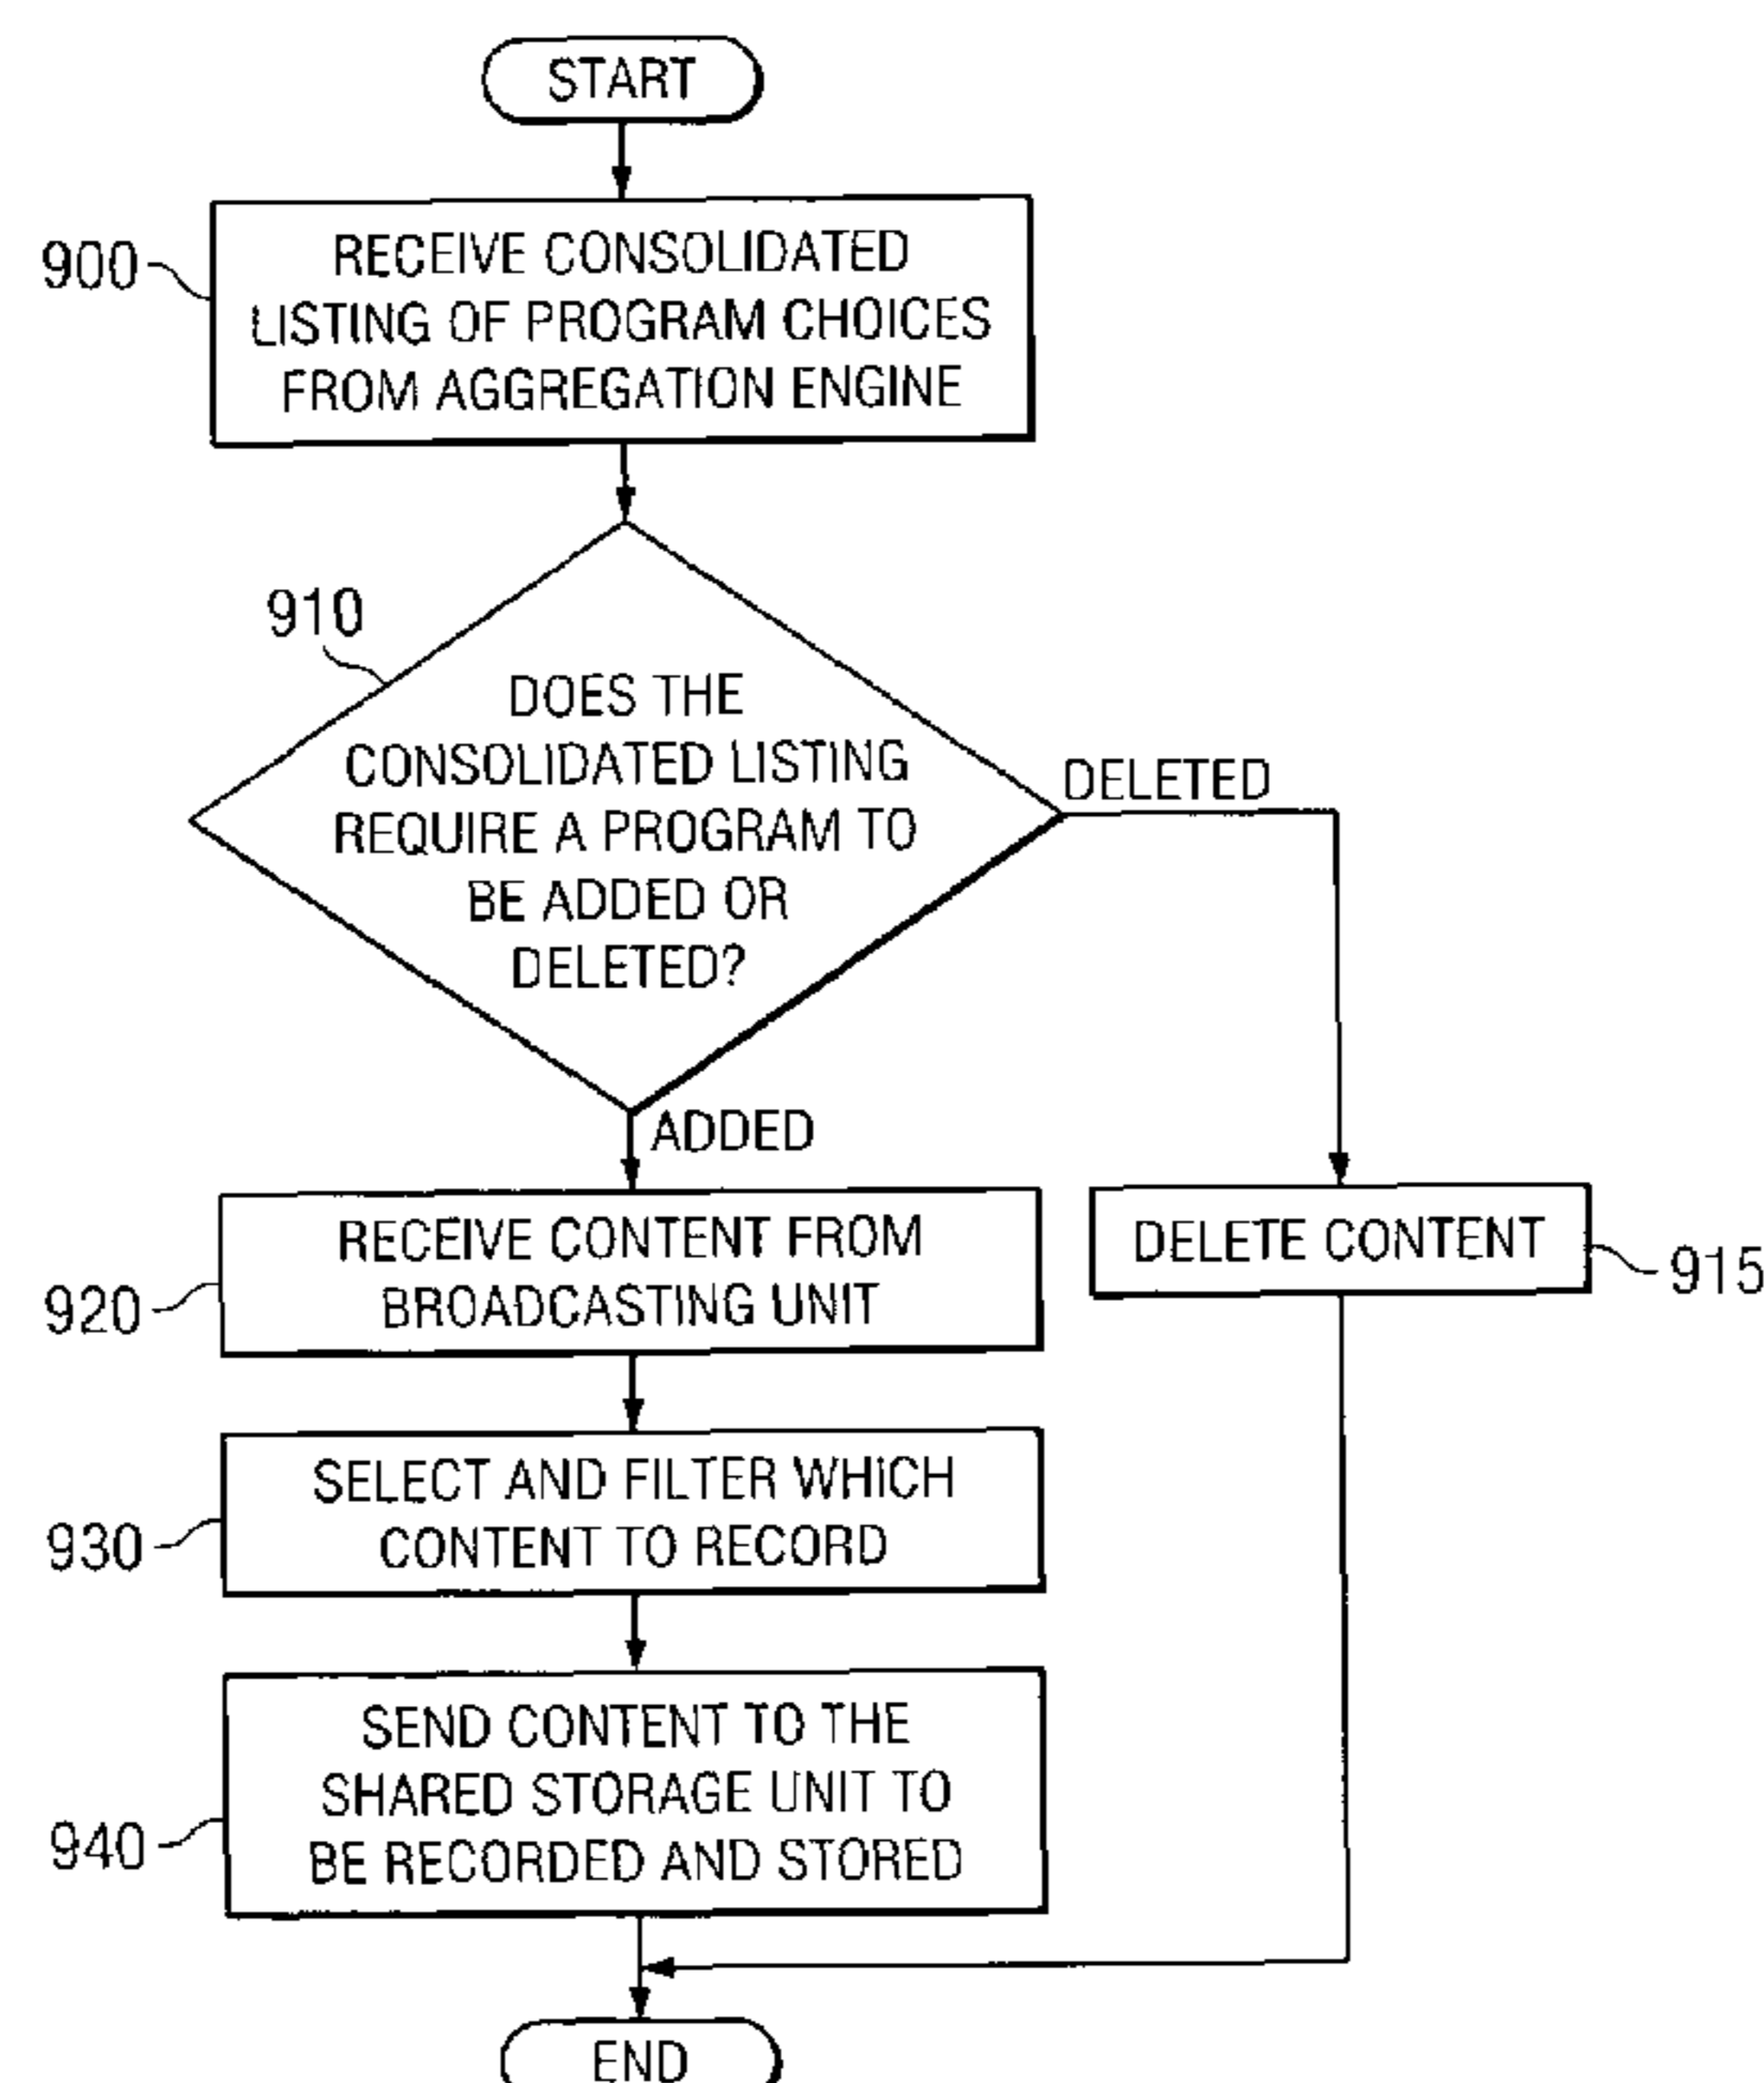 START
900
RECEIVE CONSOLIDATED
LISTING OF PROGRAM CHOICES
FROM AGGREGATION ENGINE
910
DOES THE
CONSOLIDATED LISTING
REQUIRE A PROGRAM TO
BE ADDED OR
DELETED?
DELETED
ADDED
RECEIVE CONTENT FROM
BROADCASTING UNIT
920
DELETE CONTENT
915
SELECT AND FILTER WHICH
CONTENT TO RECORD
930
SEND CONTENT TO THE
SHARED STORAGE UNIT TO
BE RECORDED AND STORED
940
END